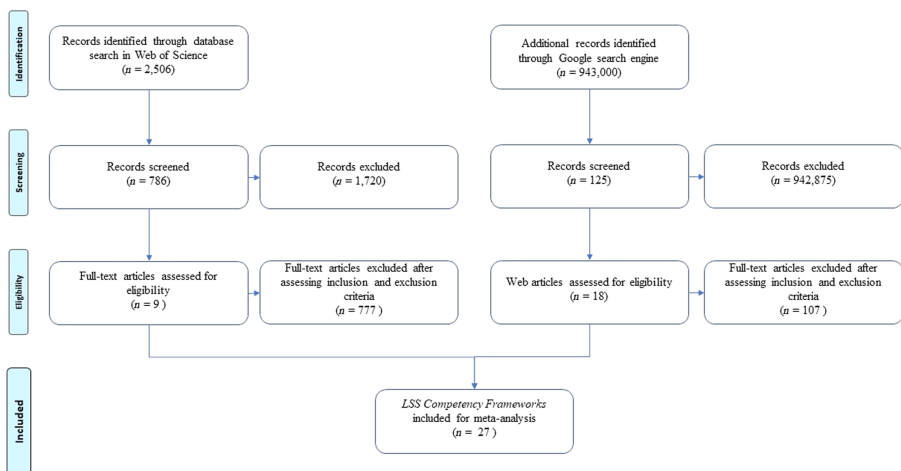 Identification
Records identified through database
search in Web of Science
(n = 2,506)
Additional records identified
through Google search engine
(n = 943,000)
Screening
Records screened
(n = 786)
Records excluded
(n = 1,720)
Records screened
(n = 125)
Records excluded
(n = 942,875)
Eligibility
Full-text articles assessed for
eligibility
(n = 9 )
Full-text articles excluded after
assessing inclusion and exclusion
criteria
(n = 777 )
Web articles assessed for eligibility
(n = 18)
Full-text articles excluded after
assessing inclusion and exclusion
criteria
(n = 107 )
Included
LSS Competency Frameworks
included for meta-analysis
(n = 27 )